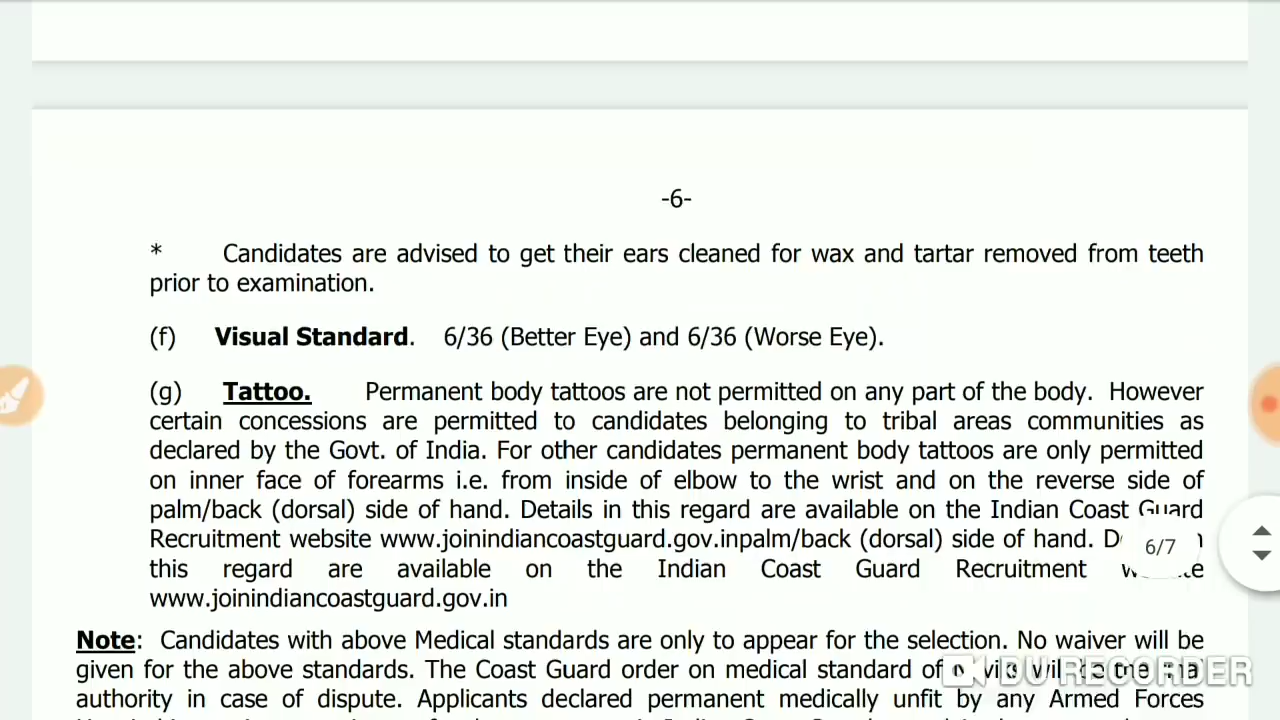 -6-
* Candidates are advised to get their ears cleaned for wax and tartar removed from teeth
prior to examination.
(f) Visual Standard. 6/36 (Better Eye) and 6/36 (Worse Eye).
(g) Tattoo. Permanent body tattoos are not permitted on any part of the body. However
certain concessions are permitted to candidates belonging to tribal areas communities as
declared by the Govt. of India. For other candidates permanent body tattoos are only permitted
on inner face of forearms i.e. from inside of elbow to the wrist and on the reverse side of
palm/back (dorsal) side of hand. Details in this regard are available on the Indian Coast Guard
Recruitment website www.joinindiancoastguard.gov.inpalm/back (dorsal) side of hand.
6/7
this regard are available on the Indian Coast Guard Recruitment
www.joinindiancoastguard.gov.in
Note: Candidates with above Medical standards are only to appear for the selection. No waiver will be
given for the above standards. The Coast Guard order on medical standard of will be the
DU RECORDER
authority in case of dispute. Applicants declared permanent medically unfit by any Armed Forces